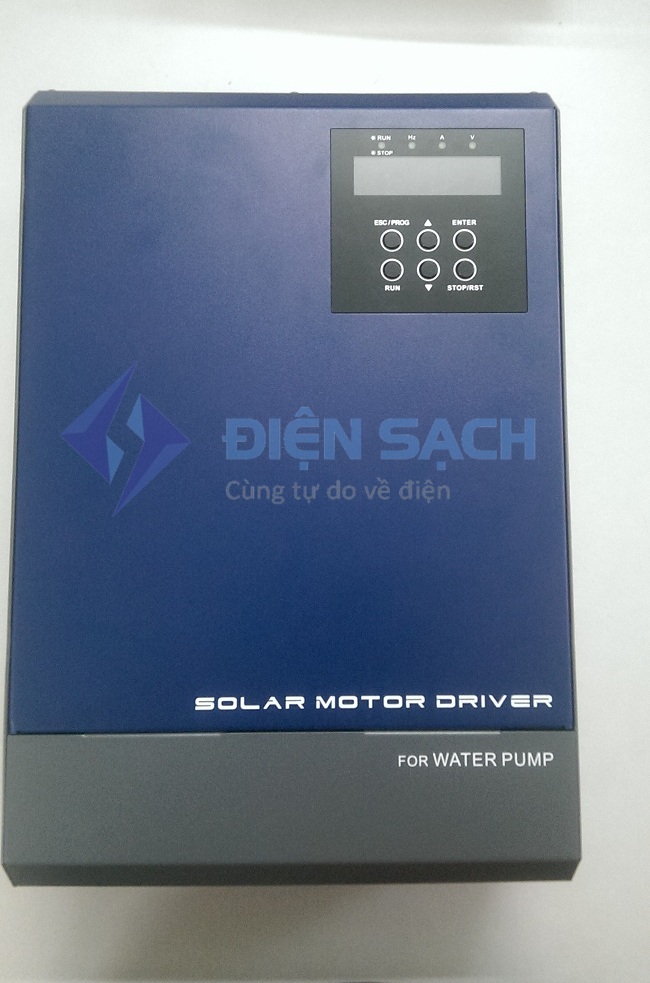 RUN Hz A V
STOP
ESC/PROG ▲ ENTER
RUN ▼ STOP/RST
ĐIỆN SẠCH
Cùng tự do về điện
SOLAR MOTOR DRIVER
FOR WATER PUMP